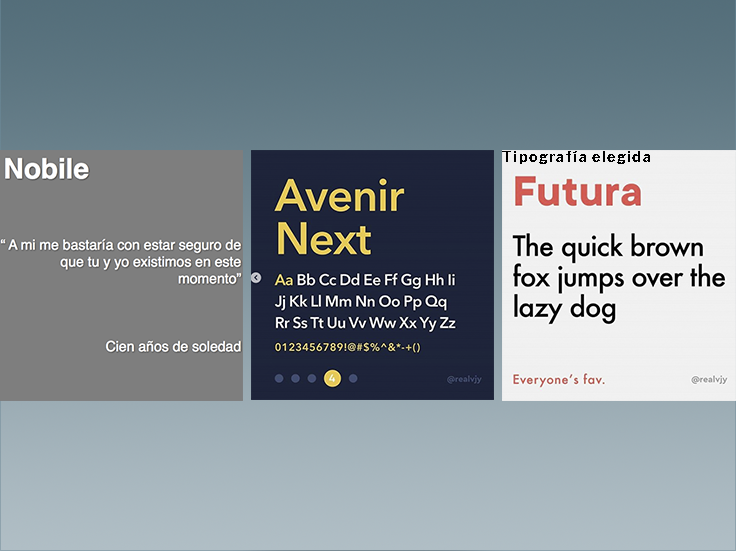 Nobile
“ A mi me bastaría con estar seguro de
que tu y yo existimos en este
momento”
Cien años de soledad
Avenir
Next
Aa Bb Cc Dd Ee Ff Gg Hh Ii
Jj Kk Ll Mm Nn Oo Pp Qq
Rr Ss Tt Uu Vv Ww Xx Yy Zz
0123456789!@#$%^&*-+()
4
@realvjy
Tipografía elegida
Futura
The quick brown
fox jumps over the
lazy dog
Everyone’s fav.
@realvjy